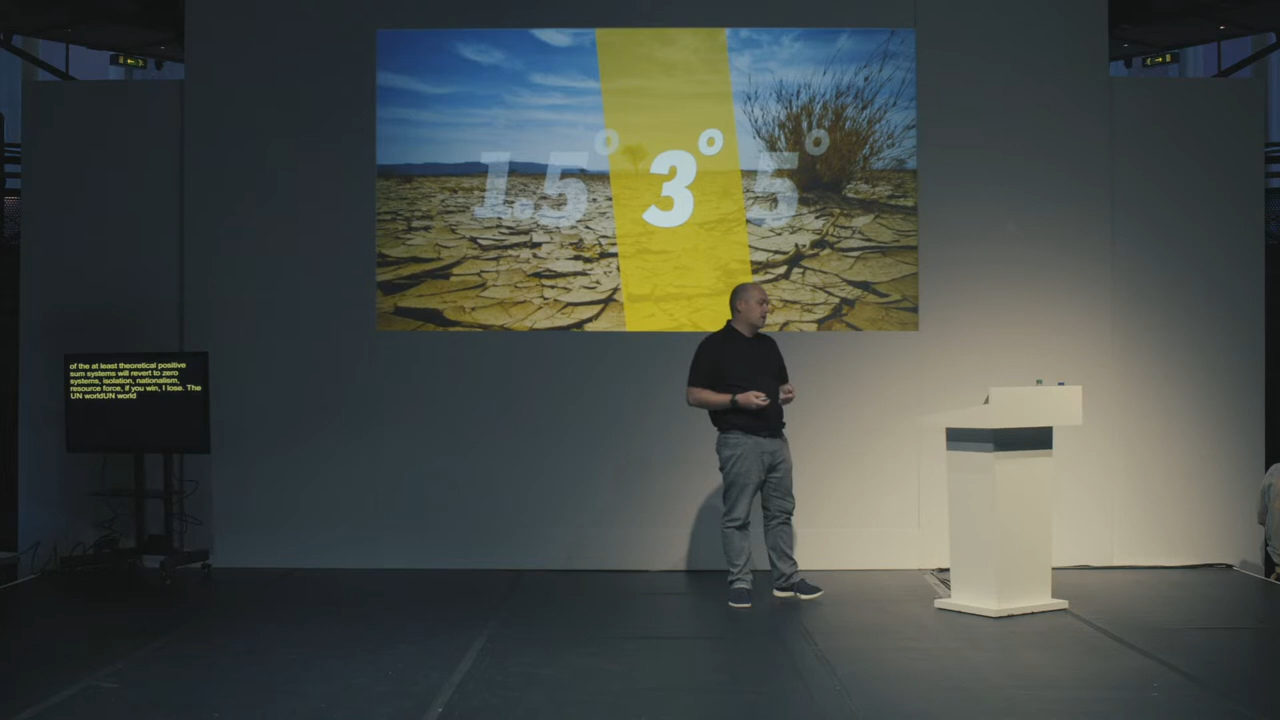 1.5° 3° 5°
of the at least theoretical positive
sum systems will revert to zero
systems, isolation, nationalism,
resource force, if you win, I lose. The
UN worldUN world